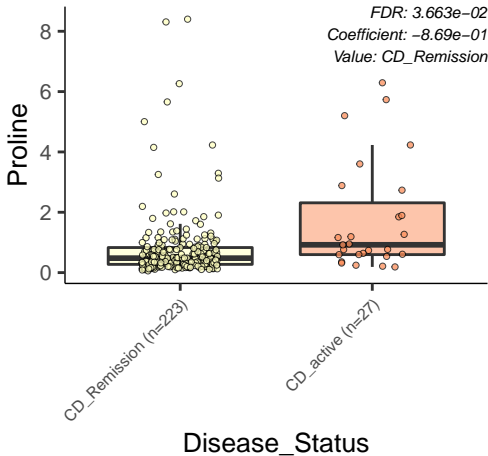 FDR: 3.663e−02
Coefficient: −8.69e−01
Value: CD_Remission
Proline
8
6
4
2
0
CD_Remission (n=223)
CD_active (n=27)
Disease_Status